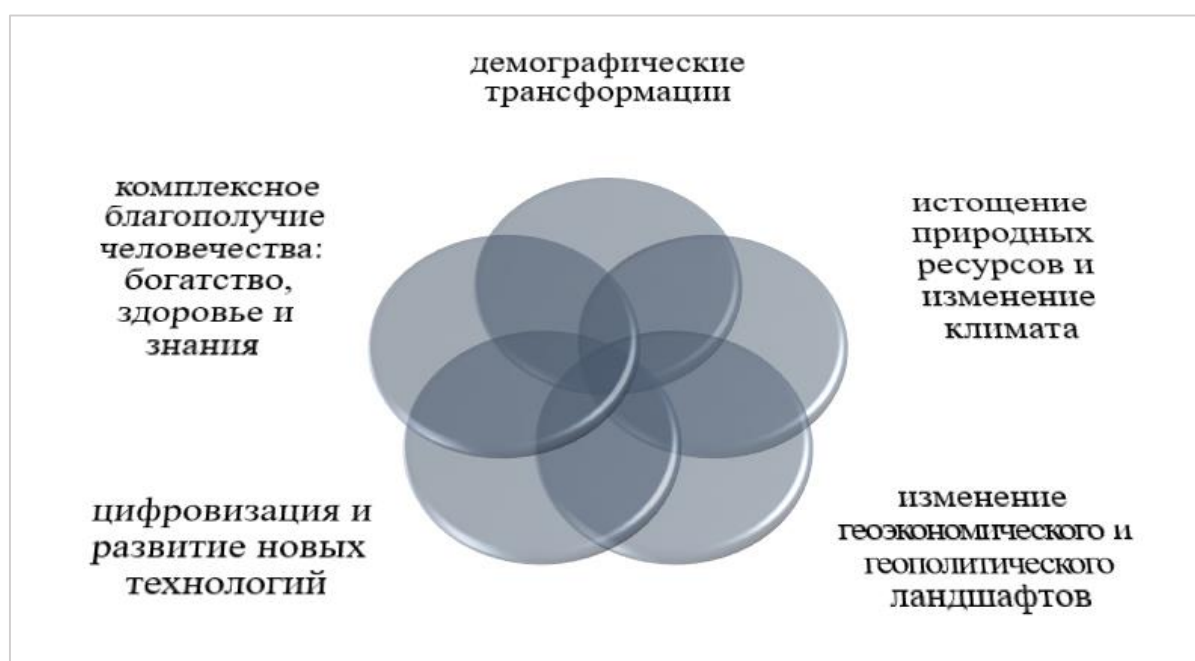 демографические
трансформации
комплексное
благополучие
человечества:
богатство,
здоровье и
знания
истощение
природных
ресурсов и
изменение
климата
цифровизация и
развитие новых
технологий
изменение
геоэкономического и
геополитического
ландшафтов